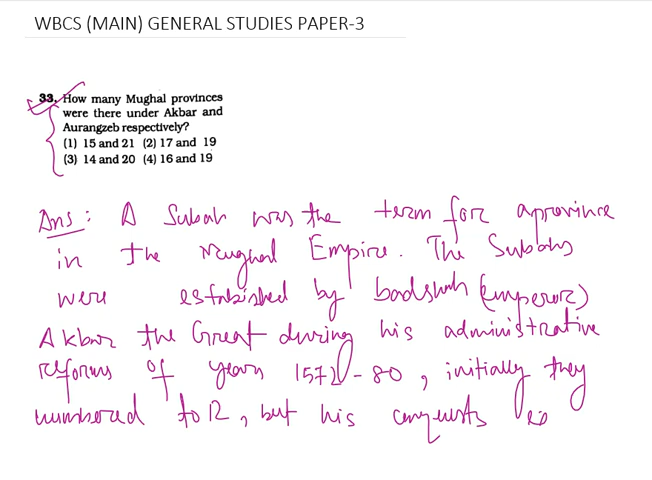 WBCS (MAIN) GENERAL STUDIES PAPER-3
33. How many Mughal provinces
were there under Akbar and
Aurangzeb respectively?
(1) 15 and 21 (2) 17 and 19
(3) 14 and 20 (4) 16 and 19
Ans : A Subah was the term for a province
in the Mughal Empire. The Subahs
were established by badshah (emperor)
Akbar the Great during his administrative
reforms of years 1572-80, initially they
numbered to 12, but his conquests